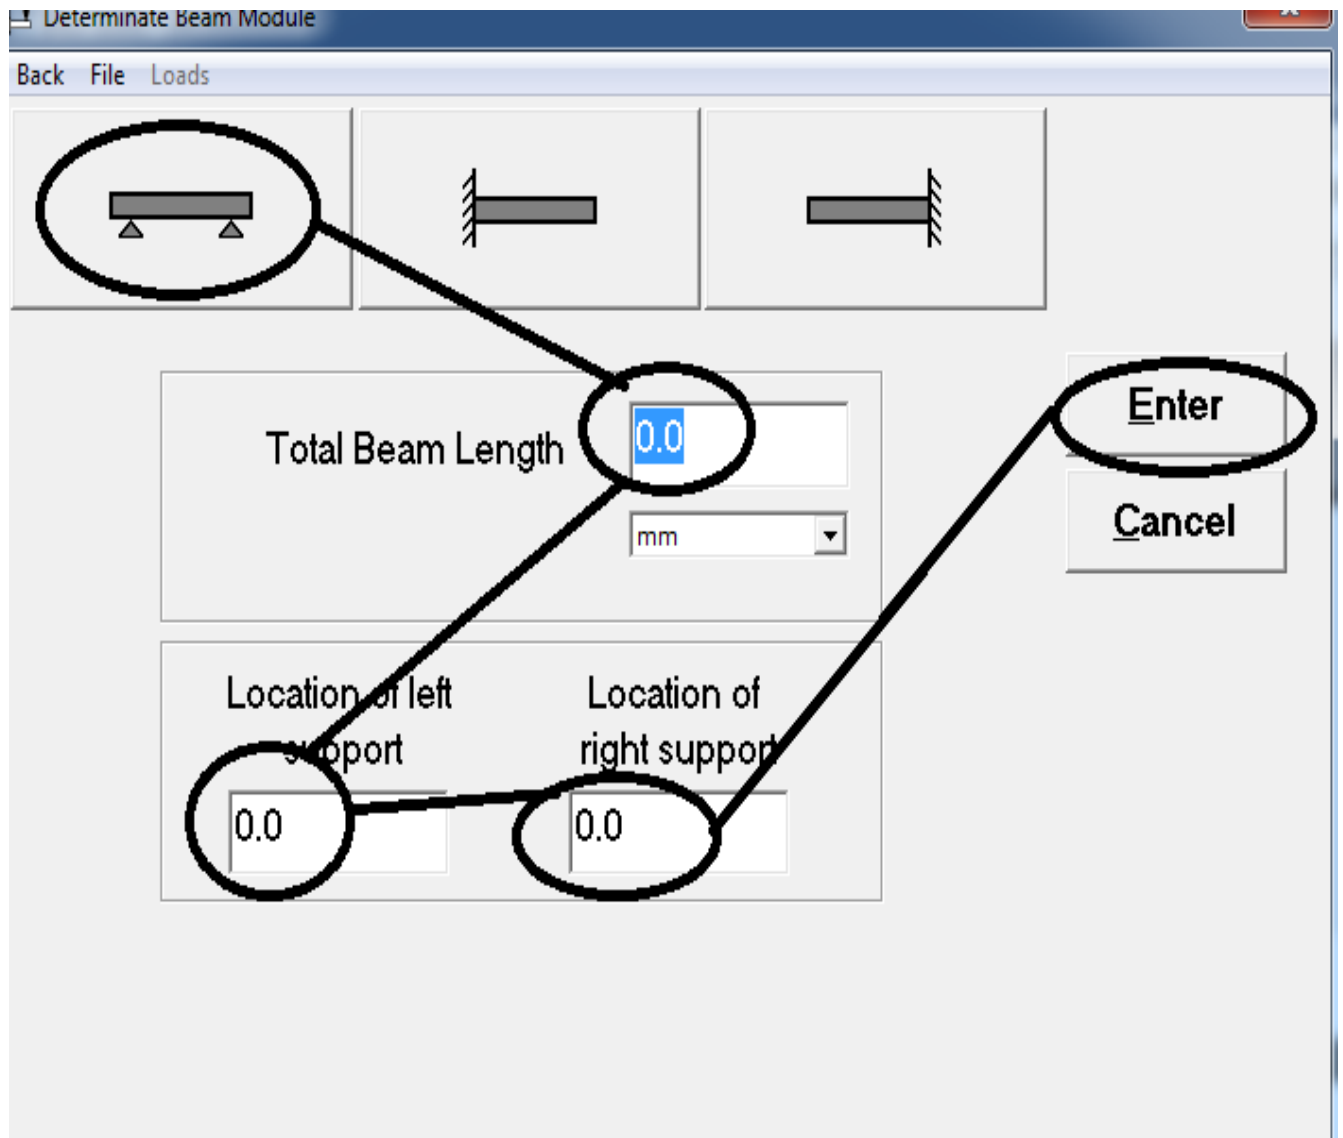 Determinate Beam Module
Back File Loads
Total Beam Length
0.0
mm
Enter
Cancel
Location of left
support
0.0
Location of
right support
0.0